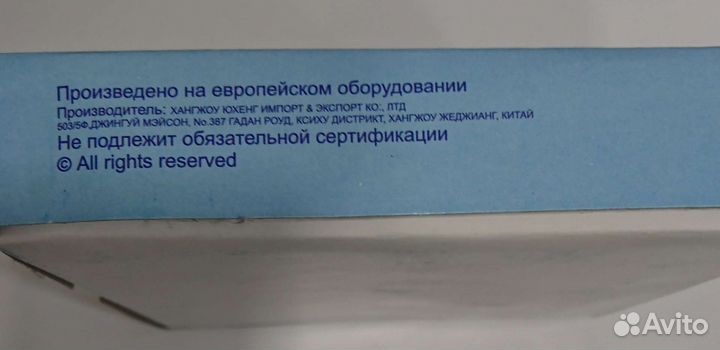 Произведено на европейском оборудовании
Производитель: ХАНГЖОУ ЮХЕНГ ИМПОРТ & ЭКСПОРТ КО., ЛТД
503/5Ф.ДЖИНГУЙ МЭЙСОН, No.387 ГАДАН РОУД, КСИХУ ДИСТРИКТ, ХАНГЖОУ ЖЕДЖИАНГ, КИТАЙ
Не подлежит обязательной сертификации
© All rights reserved
Avito